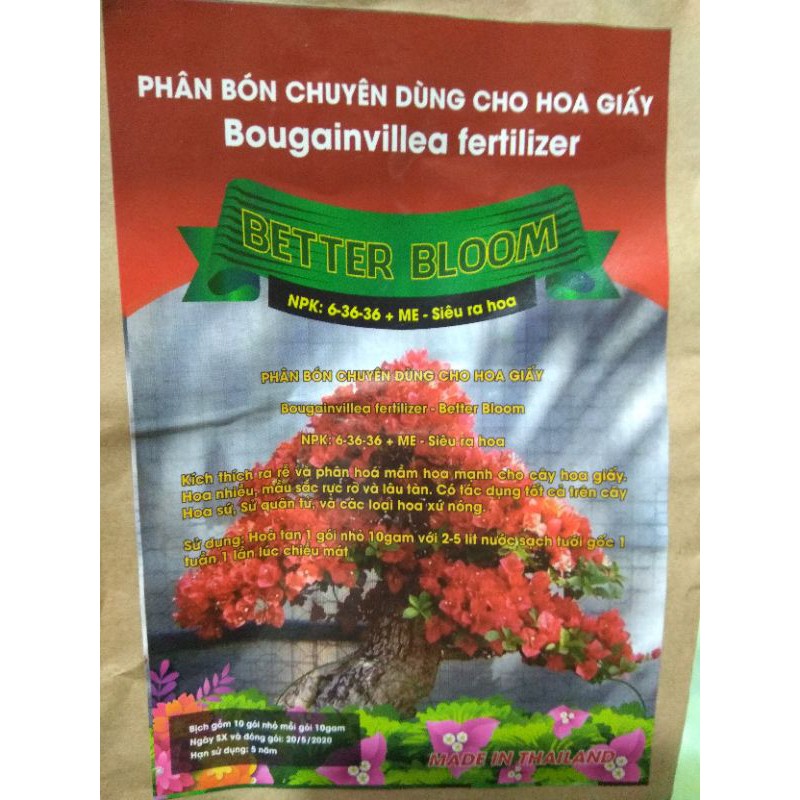 PHÂN BÓN CHUYÊN DÙNG CHO HOA GIẤY
Bougainvillea fertilizer
BETTER BLOOM
NPK: 6-36-36 + ME - Siêu ra hoa
PHÂN BÓN CHUYÊN DÙNG CHO HOA GIẤY
Bougainvillea fertilizer - Better Bloom
NPK: 6-36-36 + ME - Siêu ra hoa
Kích thích ra rễ và phân hoá mầm hoa mạnh cho cây hoa giấy.
Hoa nhiều, mầu sắc rực rỡ và lâu tàn. Có tác dụng tốt cả trên cây
Hoa sứ, Sứ quân tử, và các loại hoa xứ nóng.
Sử dụng: Hoà tan 1 gói nhỏ 10gam với 2-5 lít nước sạch tưới gốc 1
tuần 1 lần lúc chiều mát
Bịch gồm 10 gói nhỏ mỗi gói 10gam
Ngày SX và đóng gói: 20/5/2020
Hạn sử dụng: 5 năm
MADE IN THAILAND